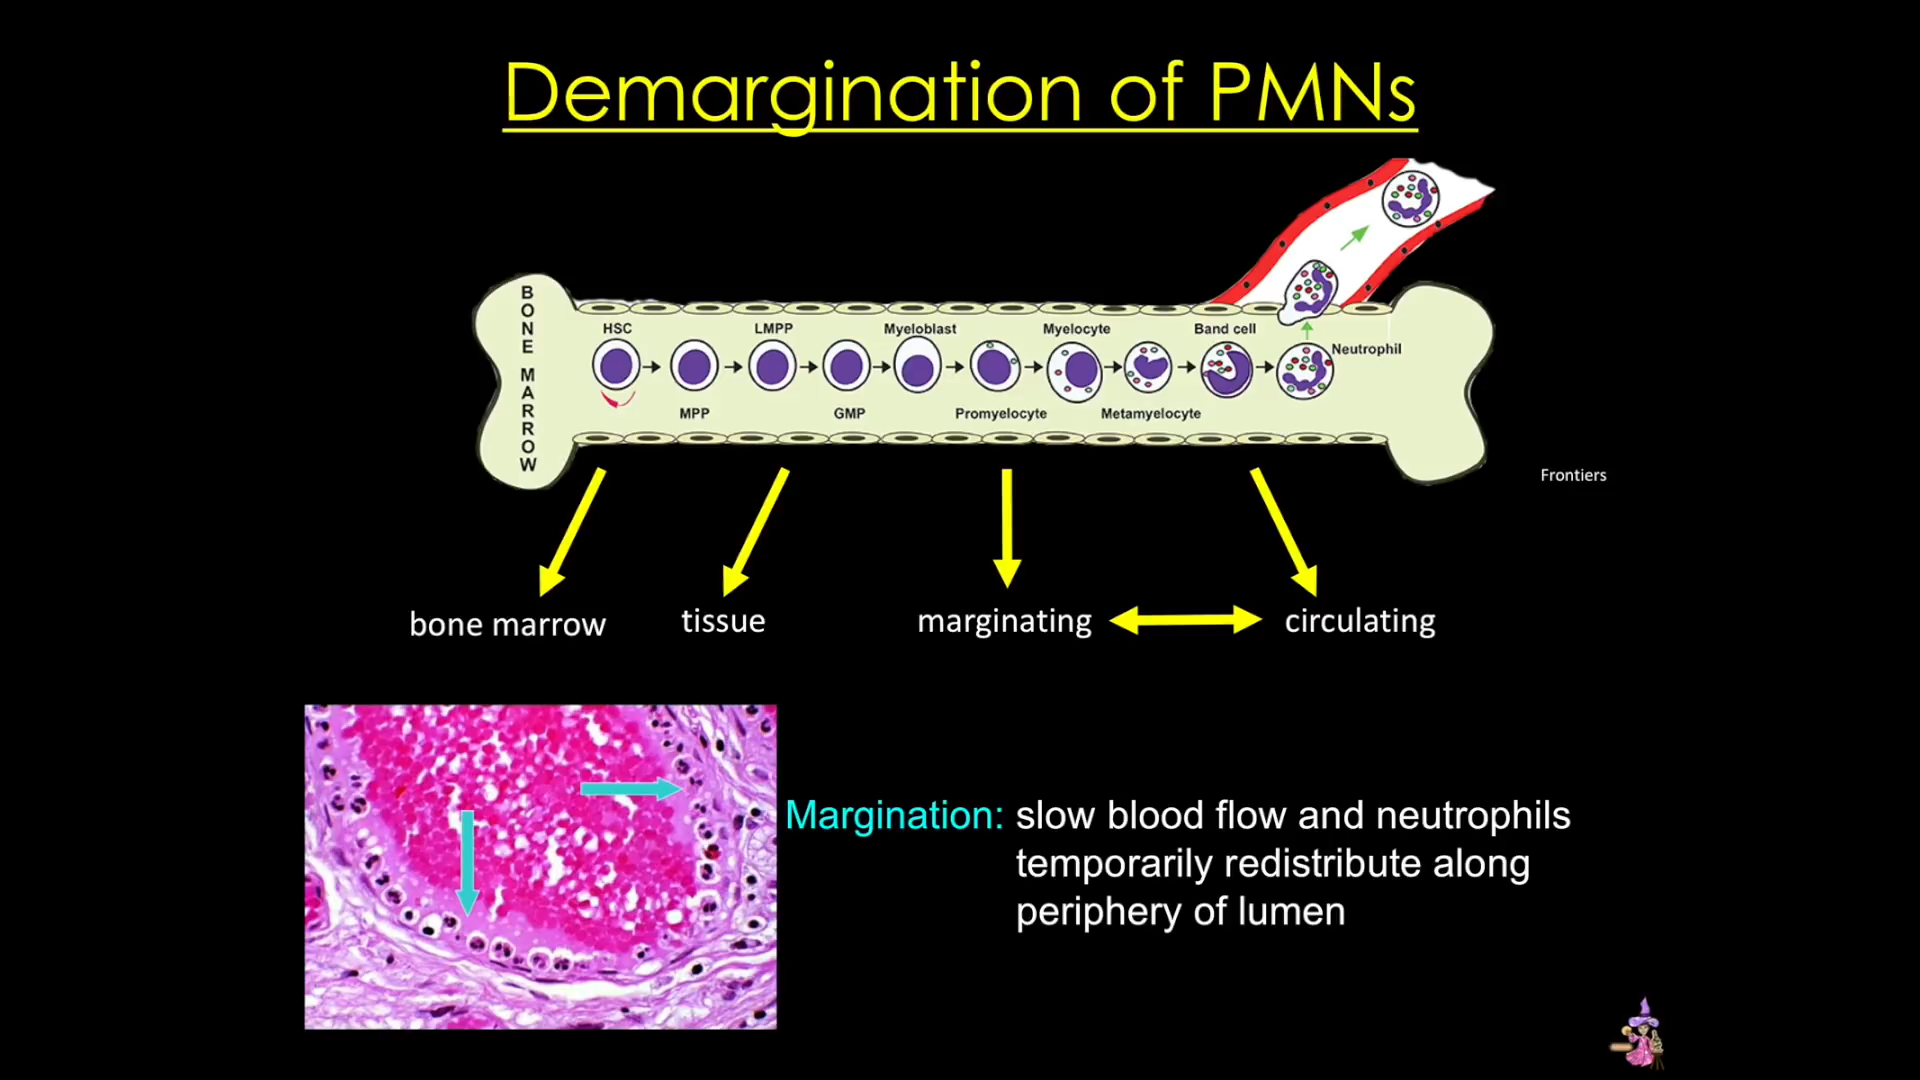 Demargination of PMNs
BONE MARROW
HSC
LMPP
Myeloblast
Myelocyte
Band cell
Neutrophil
MPP
GMP
Promyelocyte
Metamyelocyte
Frontiers
bone marrow
tissue
marginating
circulating
Margination: slow blood flow and neutrophils
temporarily redistribute along
periphery of lumen